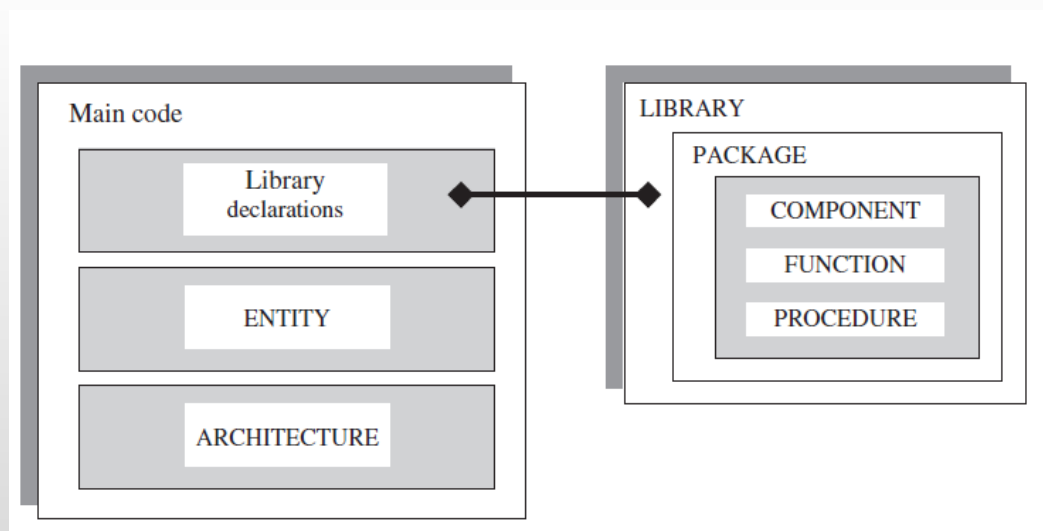 Main code
Library
declarations
ENTITY
ARCHITECTURE
LIBRARY
PACKAGE
COMPONENT
FUNCTION
PROCEDURE